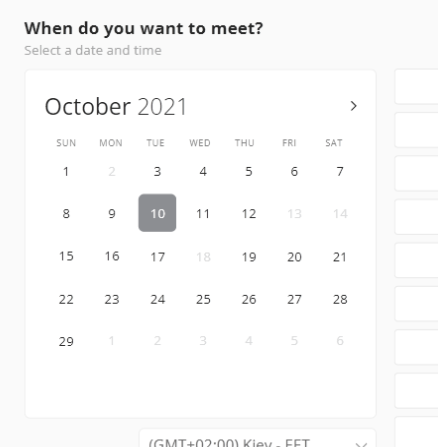 When do you want to meet?
Select a date and time
October 2021
SUN MON TUE WED THU FRI SAT
1 2 3 4 5 6 7
8 9 10 11 12 13 14
15 16 17 18 19 20 21
22 23 24 25 26 27 28
29 1 2 3 4 5 6
(GMT+02:00) Kiev - EET